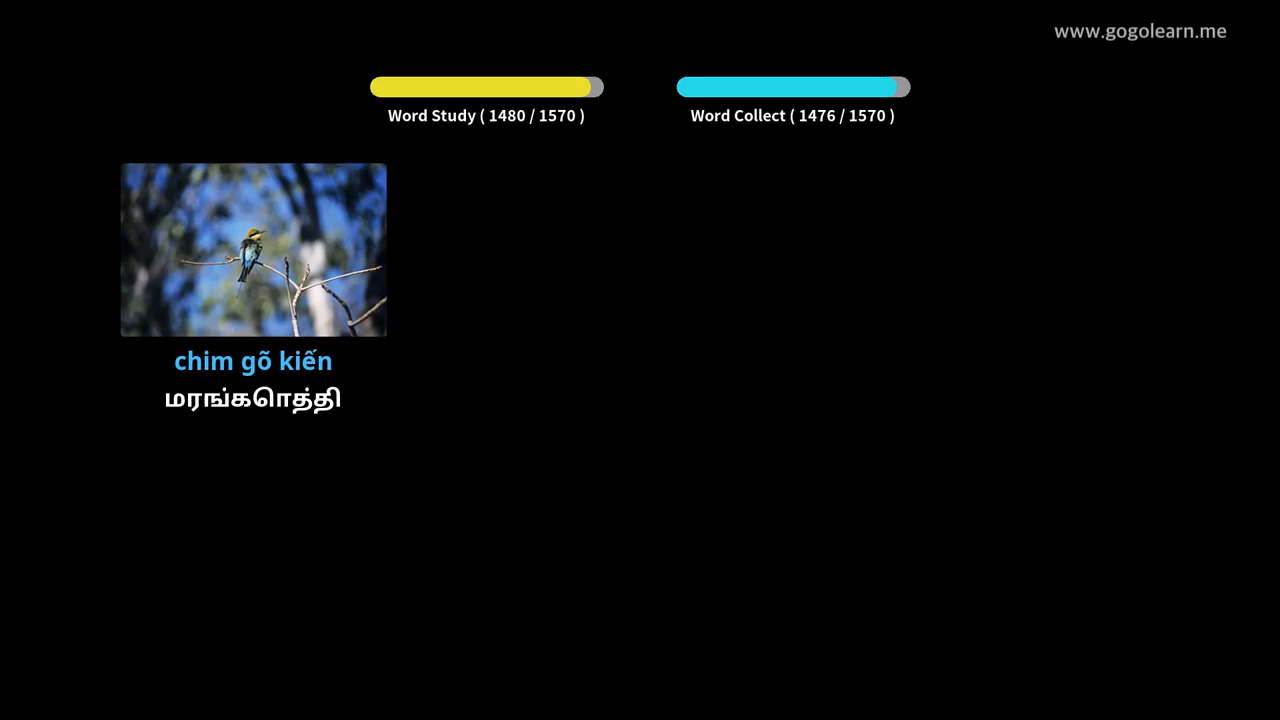 www.gogolearn.me
Word Study ( 1480 / 1570 )
Word Collect ( 1476 / 1570 )
chim gõ kiến
மரங்கொத்தி